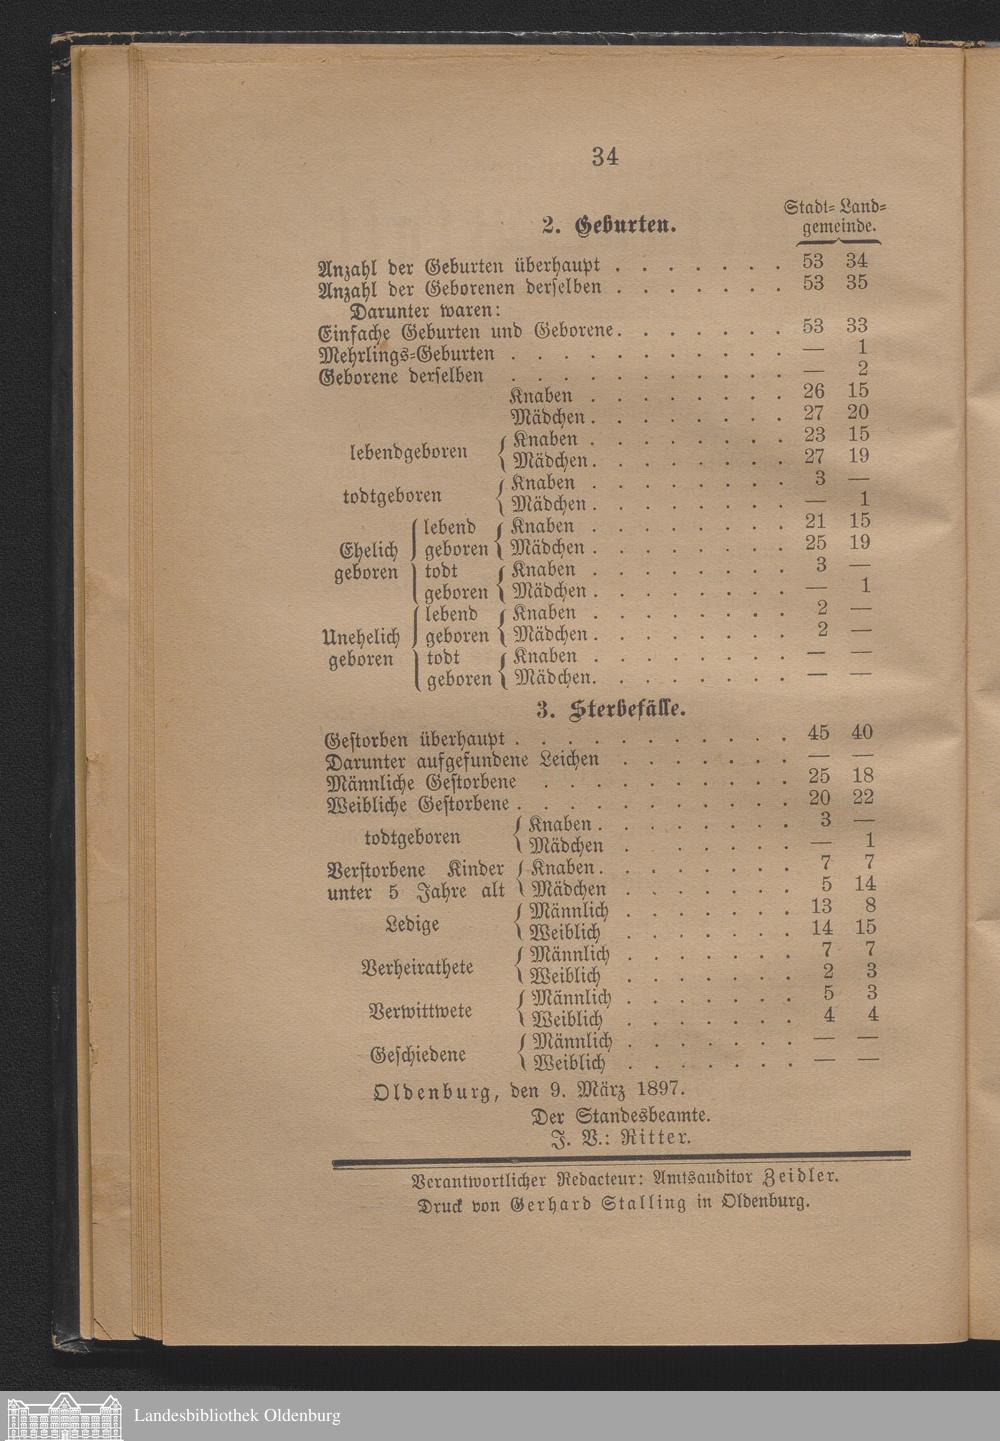 34
Stadt- Land-
2. Geburten. gemeinde.
Anzahl der Geburten überhaupt . . . . . . . 53 34
Anzahl der Geborenen derselben . . . . . . . 53 35
Darunter waren:
Einfache Geburten und Geborene . . . . . . . 53 33
Mehrlings-Geburten . . . . . . . . . . . — 1
Geborene derselben . . . . . . . . . . . — 2
Knaben . . . . . . . . 26 15
Mädchen . . . . . . . . 27 20
lebendgeboren { Knaben . . . . . . . . 23 15
Mädchen . . . . . . . . 27 19
todtgeboren { Knaben . . . . . . . . 3 —
Mädchen . . . . . . . . — 1
Ehelich geboren { lebend geboren { Knaben . . . . . . . . 21 15
Mädchen . . . . . . . . 25 19
todt geboren { Knaben . . . . . . . . 3 —
Mädchen . . . . . . . . — 1
Unehelich geboren { lebend geboren { Knaben . . . . . . . . 2 —
Mädchen . . . . . . . . 2 —
todt geboren { Knaben . . . . . . . . — —
Mädchen . . . . . . . . — —
3. Sterbefälle.
Gestorben überhaupt . . . . . . . . . . . 45 40
Darunter aufgefundene Leichen . . . . . . . — —
Männliche Gestorbene . . . . . . . . . . 25 18
Weibliche Gestorbene . . . . . . . . . . . 20 22
todtgeboren { Knaben . . . . . . . . 3 —
Mädchen . . . . . . . — 1
Verstorbene Kinder unter 5 Jahre alt { Knaben . . . . . . . . 7 7
Mädchen . . . . . . . 5 14
Ledige { Männlich . . . . . . . 13 8
Weiblich . . . . . . . 14 15
Verheirathete { Männlich . . . . . . . 7 7
Weiblich . . . . . . . 2 3
Verwittwete { Männlich . . . . . . . 5 3
Weiblich . . . . . . . 4 4
Geschiedene { Männlich . . . . . . . — —
Weiblich . . . . . . . — —
Oldenburg, den 9. März 1897.
Der Standesbeamte.
J. V.: Ritter.
Verantwortlicher Redacteur: Amtsauditor Zeidler.
Druck von Gerhard Stalling in Oldenburg.
Landesbibliothek Oldenburg